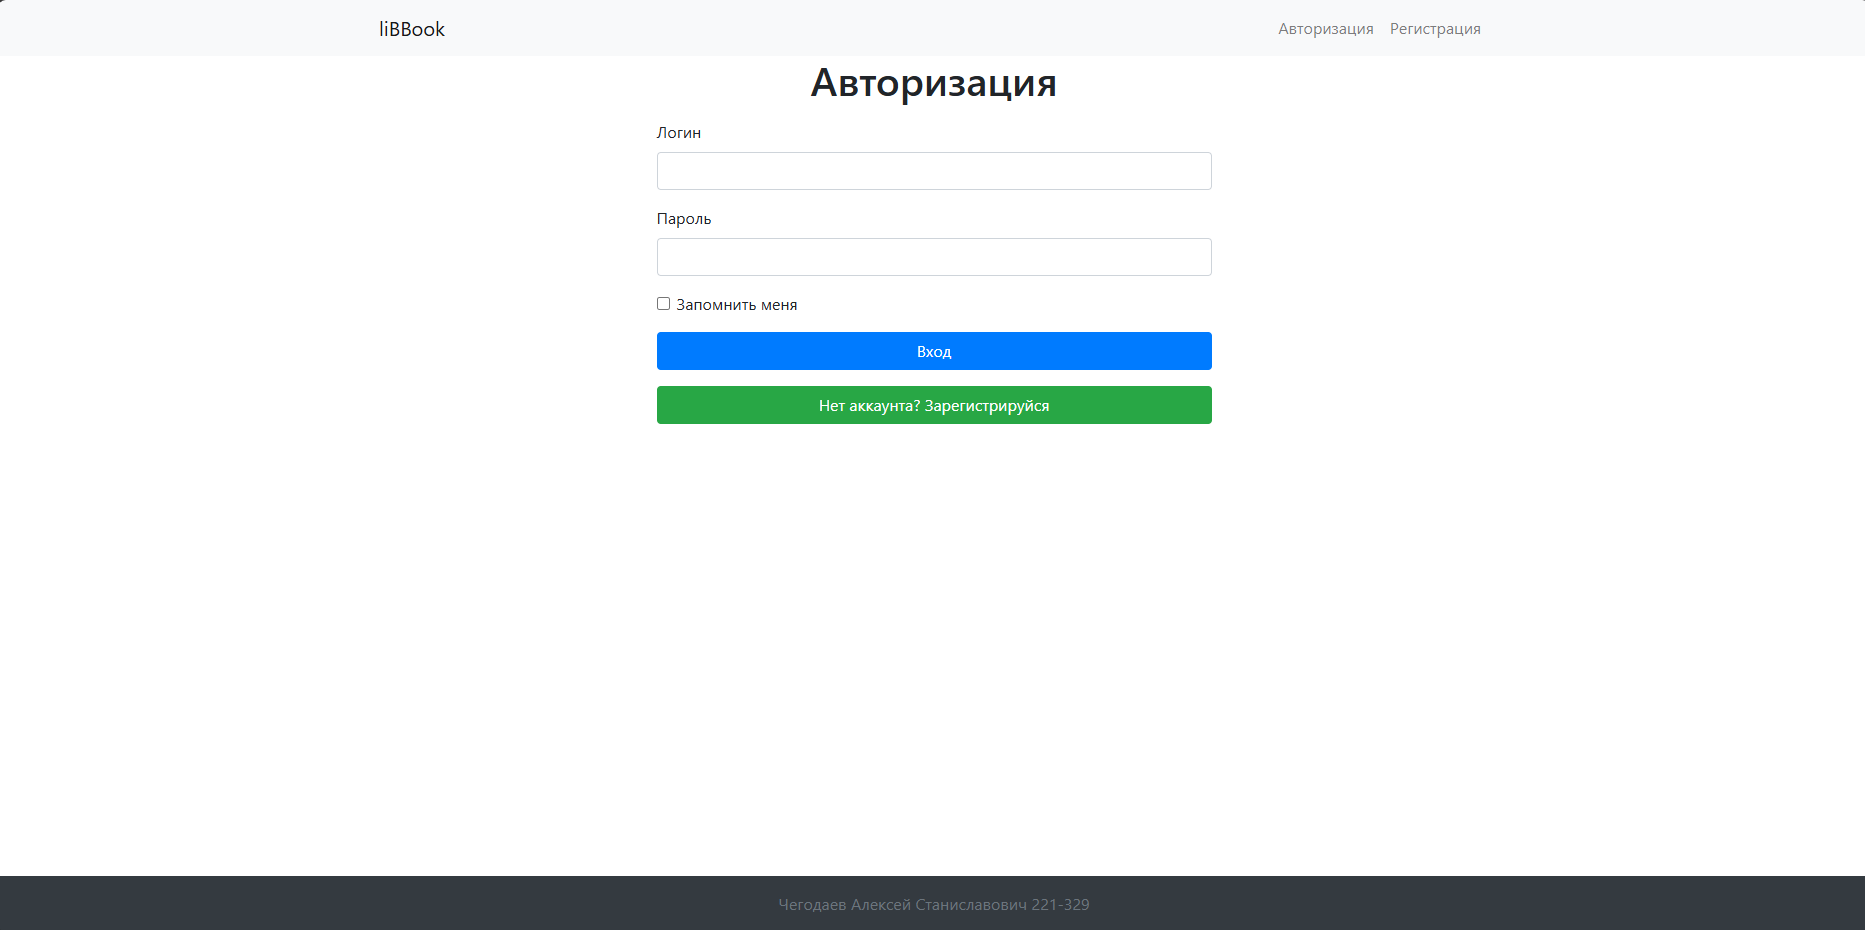 liBBook
Авторизация Регистрация
Авторизация
Логин
Пароль
Запомнить меня
Вход
Нет аккаунта? Зарегистрируйся
Чегодаев Алексей Станиславович 221-329